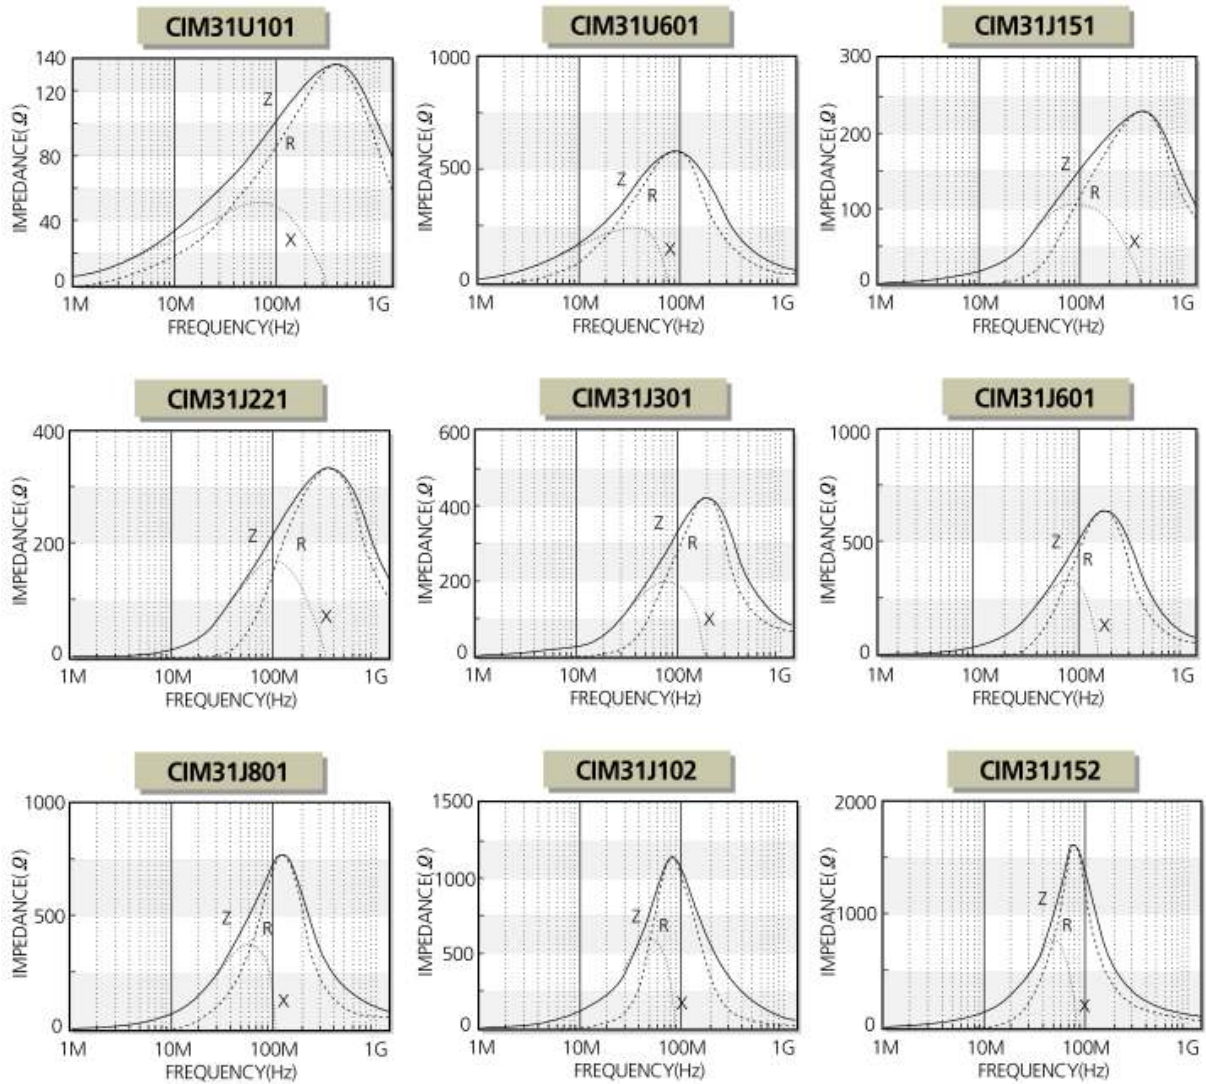 CIM31U101
IMPEDANCE(Ω)
140
120
80
40
0
Z
R
X
1M 10M 100M 1G
FREQUENCY(Hz)
CIM31U601
IMPEDANCE(Ω)
1000
500
0
Z
R
X
1M 10M 100M 1G
FREQUENCY(Hz)
CIM31J151
IMPEDANCE(Ω)
300
200
100
0
Z
R
X
1M 10M 100M 1G
FREQUENCY(Hz)
CIM31J221
IMPEDANCE(Ω)
400
200
0
Z
R
X
1M 10M 100M 1G
FREQUENCY(Hz)
CIM31J301
IMPEDANCE(Ω)
600
400
200
0
Z
R
X
1M 10M 100M 1G
FREQUENCY(Hz)
CIM31J601
IMPEDANCE(Ω)
1000
500
0
Z
R
X
1M 10M 100M 1G
FREQUENCY(Hz)
CIM31J801
IMPEDANCE(Ω)
1000
500
0
Z
R
X
1M 10M 100M 1G
FREQUENCY(Hz)
CIM31J102
IMPEDANCE(Ω)
1500
1000
500
0
Z
R
X
1M 10M 100M 1G
FREQUENCY(Hz)
CIM31J152
IMPEDANCE(Ω)
2000
1000
0
Z
R
X
1M 10M 100M 1G
FREQUENCY(Hz)